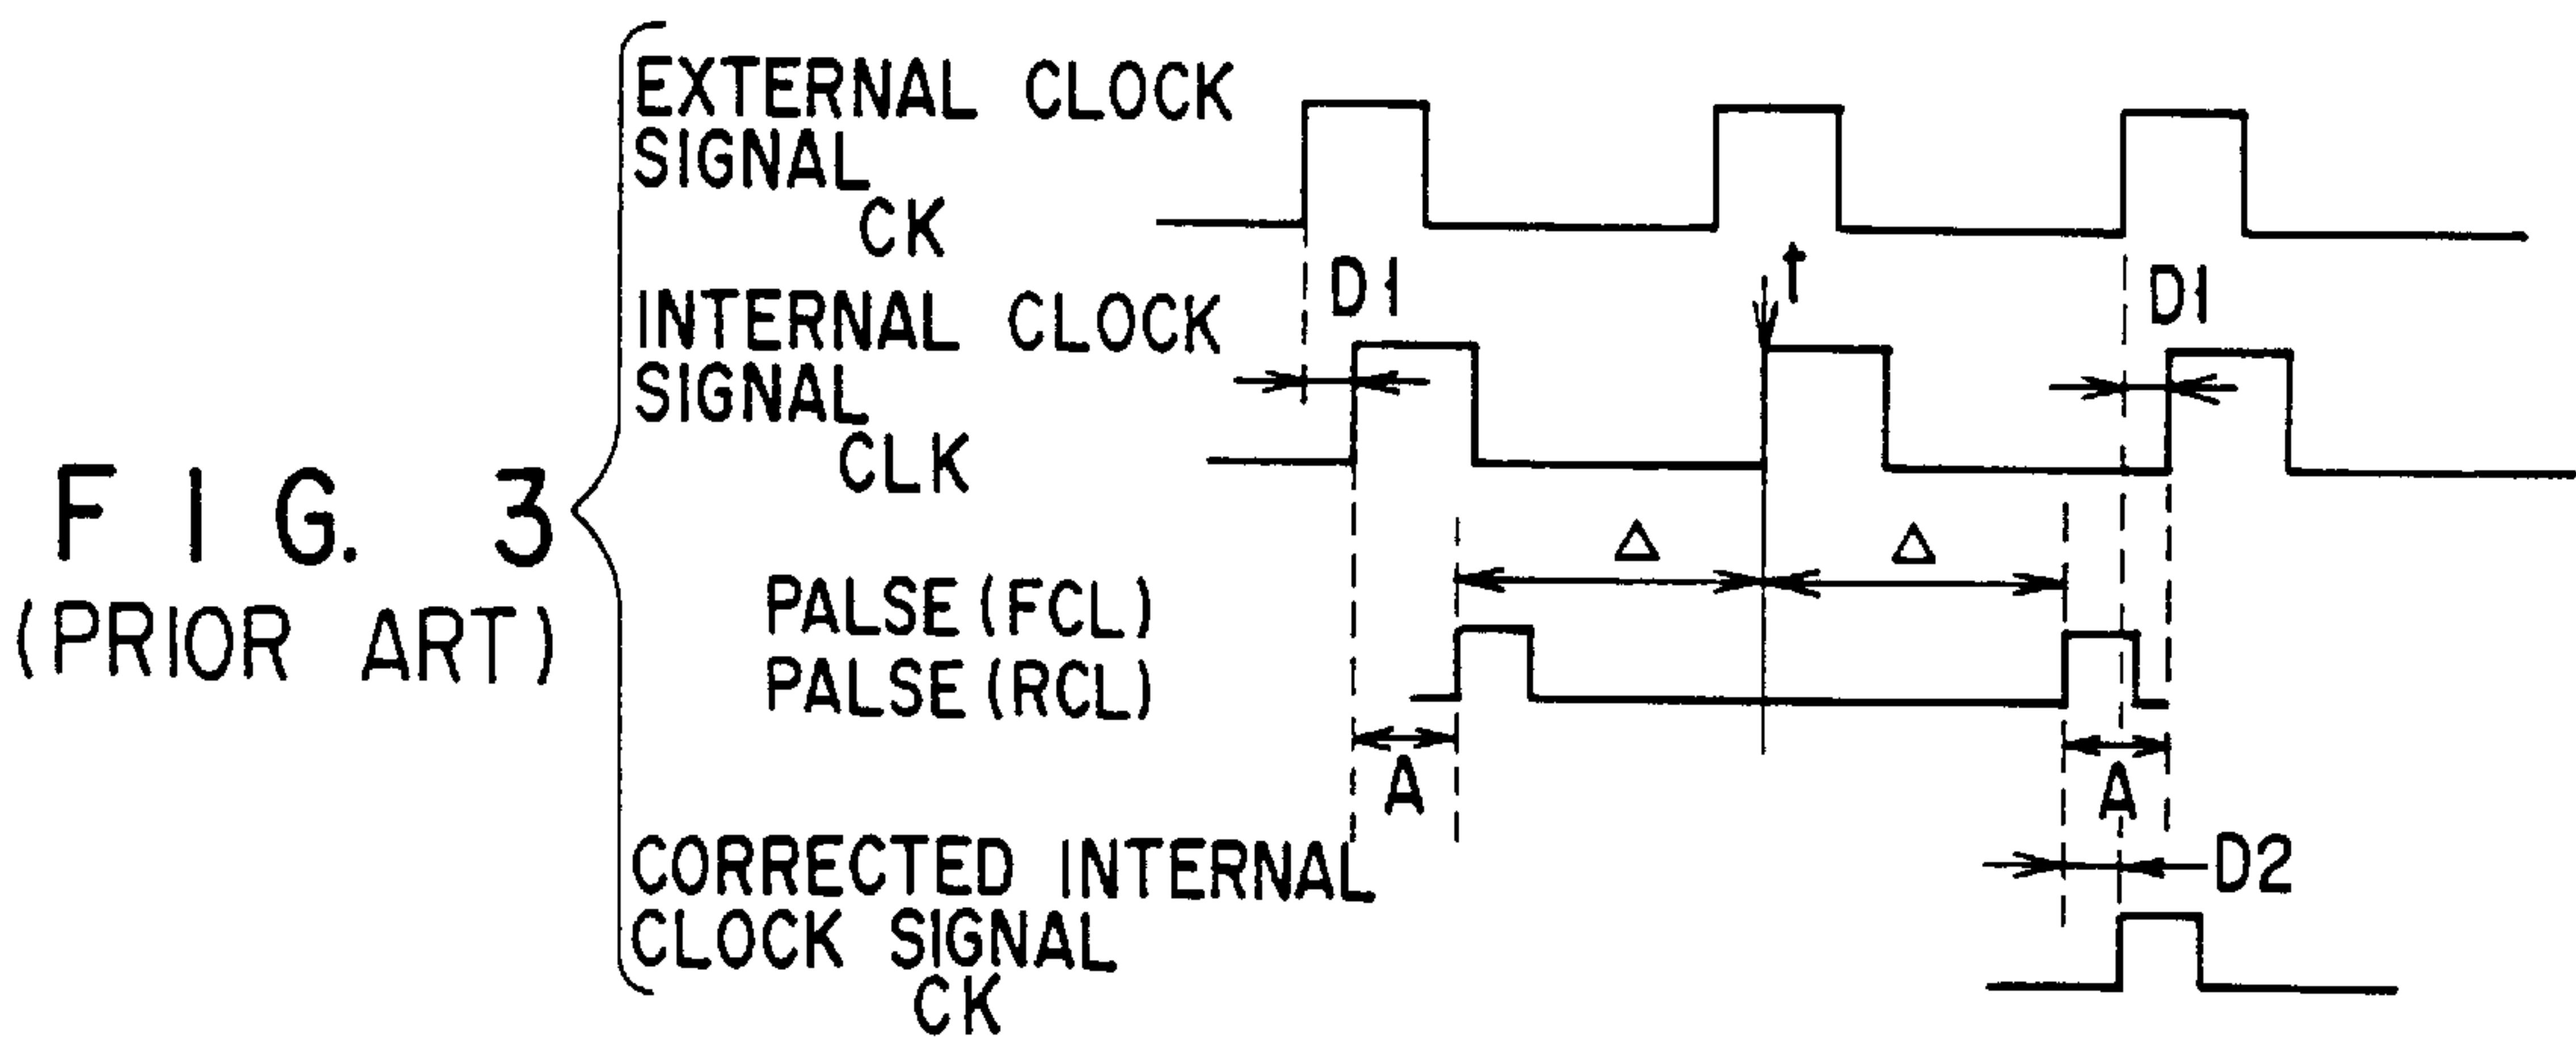 FIG. 3
(PRIOR ART)
EXTERNAL CLOCK
SIGNAL
CK
INTERNAL CLOCK
SIGNAL
CLK
PALSE (FCL)
PALSE (RCL)
CORRECTED INTERNAL
CLOCK SIGNAL
CK
D1
t
D1
Δ Δ
A
A
D2